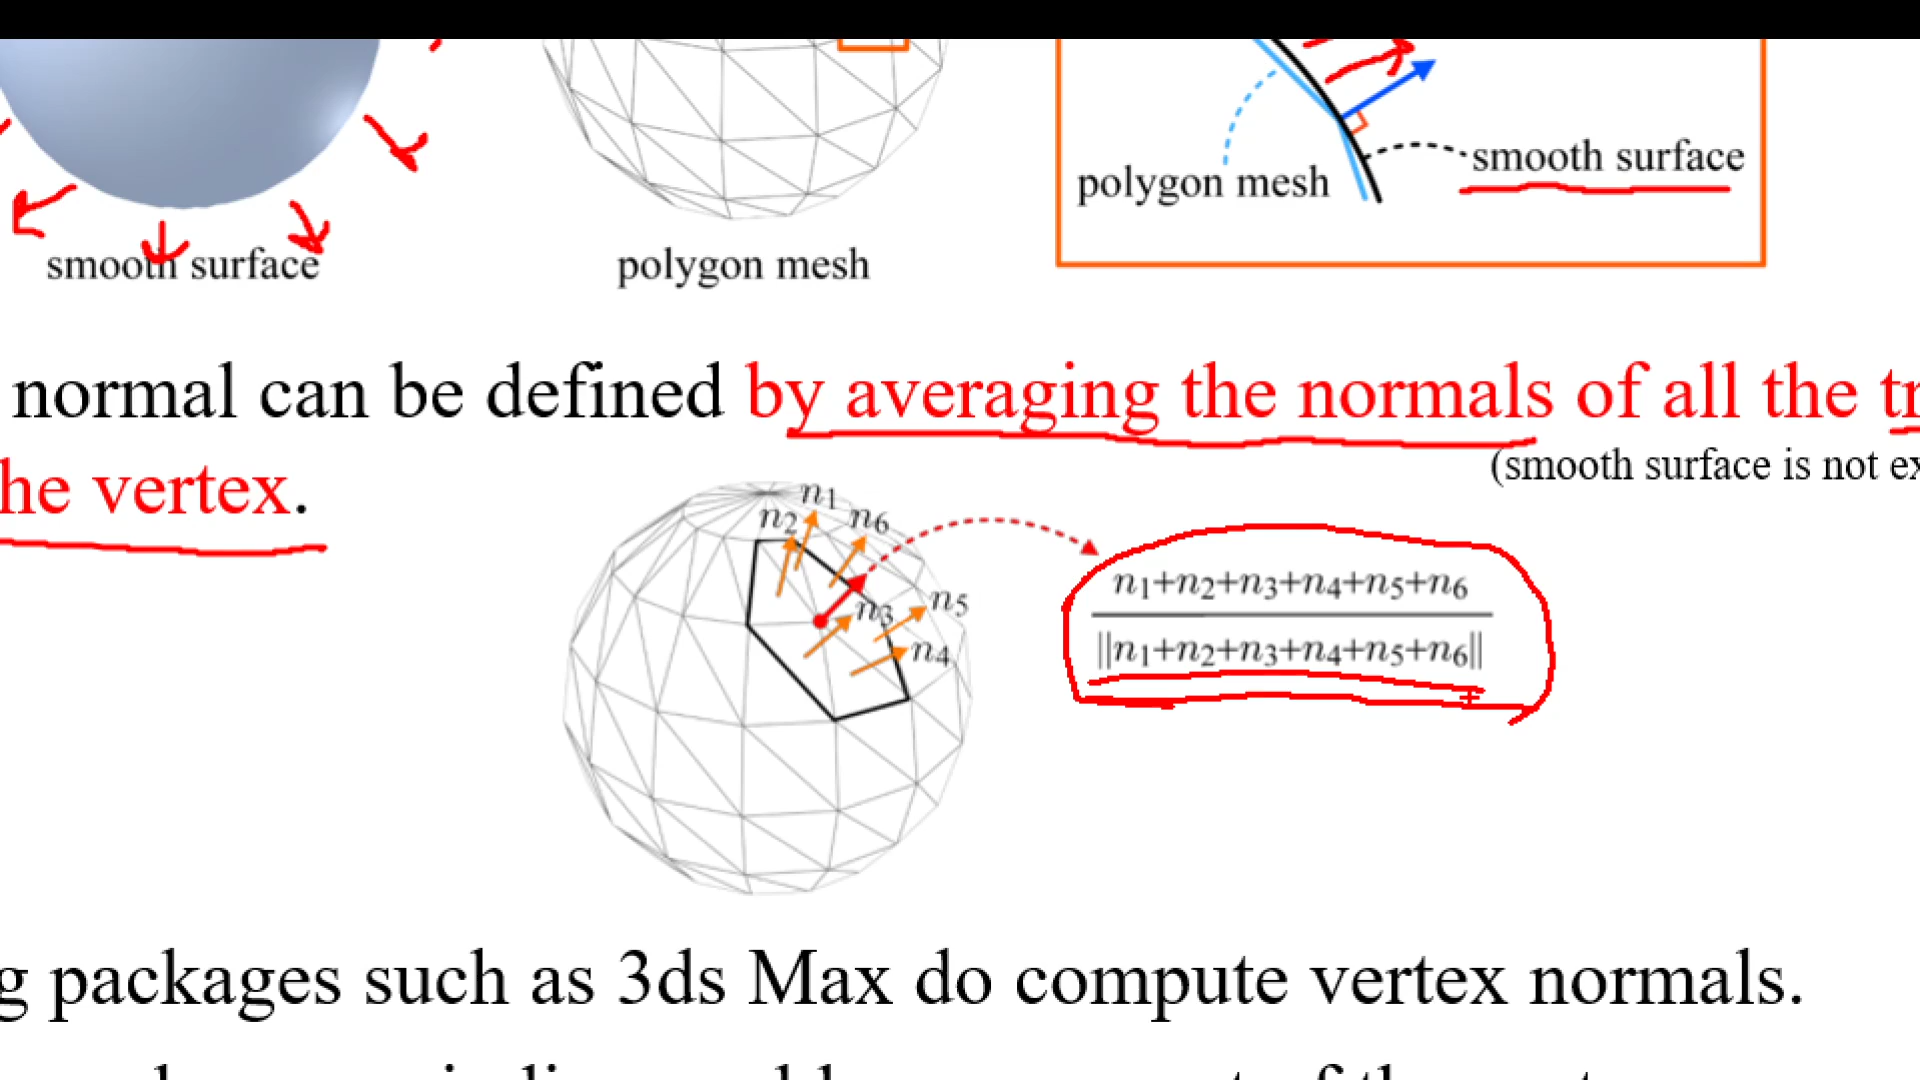 smooth surface
polygon mesh
smooth surface
polygon mesh
normal can be defined by averaging the normals of all the tr
he vertex.
(smooth surface is not ex
n1
n2
n6
n3
n5
n4
n1+n2+n3+n4+n5+n6
||n1+n2+n3+n4+n5+n6||
g packages such as 3ds Max do compute vertex normals.